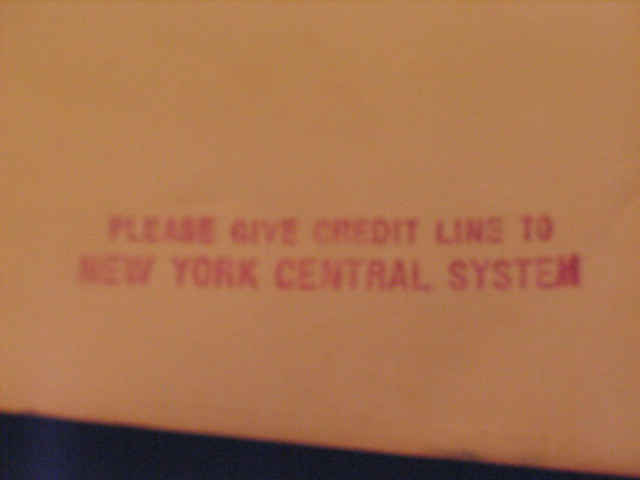 PLEASE GIVE CREDIT LINE TO
NEW YORK CENTRAL SYSTEM